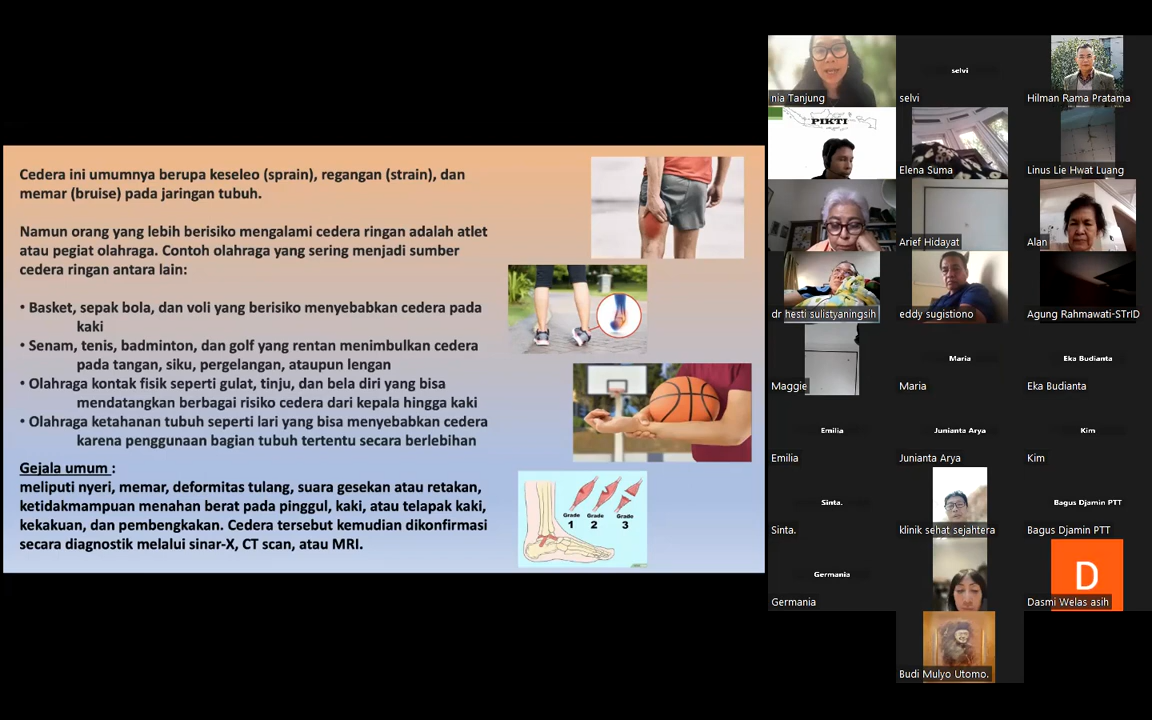 Cedera ini umumnya berupa keseleo (sprain), regangan (strain), dan
memar (bruise) pada jaringan tubuh.
Namun orang yang lebih berisiko mengalami cedera ringan adalah atlet
atau pegiat olahraga. Contoh olahraga yang sering menjadi sumber
cedera ringan antara lain:
• Basket, sepak bola, dan voli yang berisiko menyebabkan cedera pada
kaki
• Senam, tenis, badminton, dan golf yang rentan menimbulkan cedera
pada tangan, siku, pergelangan, ataupun lengan
• Olahraga kontak fisik seperti gulat, tinju, dan bela diri yang bisa
mendatangkan berbagai risiko cedera dari kepala hingga kaki
• Olahraga ketahanan tubuh seperti lari yang bisa menyebabkan cedera
karena penggunaan bagian tubuh tertentu secara berlebihan
Gejala umum :
meliputi nyeri, memar, deformitas tulang, suara gesekan atau retakan,
ketidakmampuan menahan berat pada pinggul, kaki, atau telapak kaki,
kekakuan, dan pembengkakan. Cedera tersebut kemudian dikonfirmasi
secara diagnostik melalui sinar-X, CT scan, atau MRI.
Grade Grade Grade
1 2 3
nia Tanjung
selvi
selvi
Hilman Rama Pratama
PIKTI
Elena Suma
Linus Lie Hwat Luang
Arief Hidayat
Alan
dr hesti sulistyaningsih
eddy sugistiono
Agung Rahmawati-STrID
Maggie
Maria
Maria
Eka Budianta
Eka Budianta
Emilia
Emilia
Junianta Arya
Junianta Arya
Kim
Kim
Sinta.
Sinta.
klinik sehat sejahtera
Bagus Djamin PTT
Bagus Djamin PTT
Germania
Germania
D
Dasmi Welas asih
Budi Mulyo Utomo.